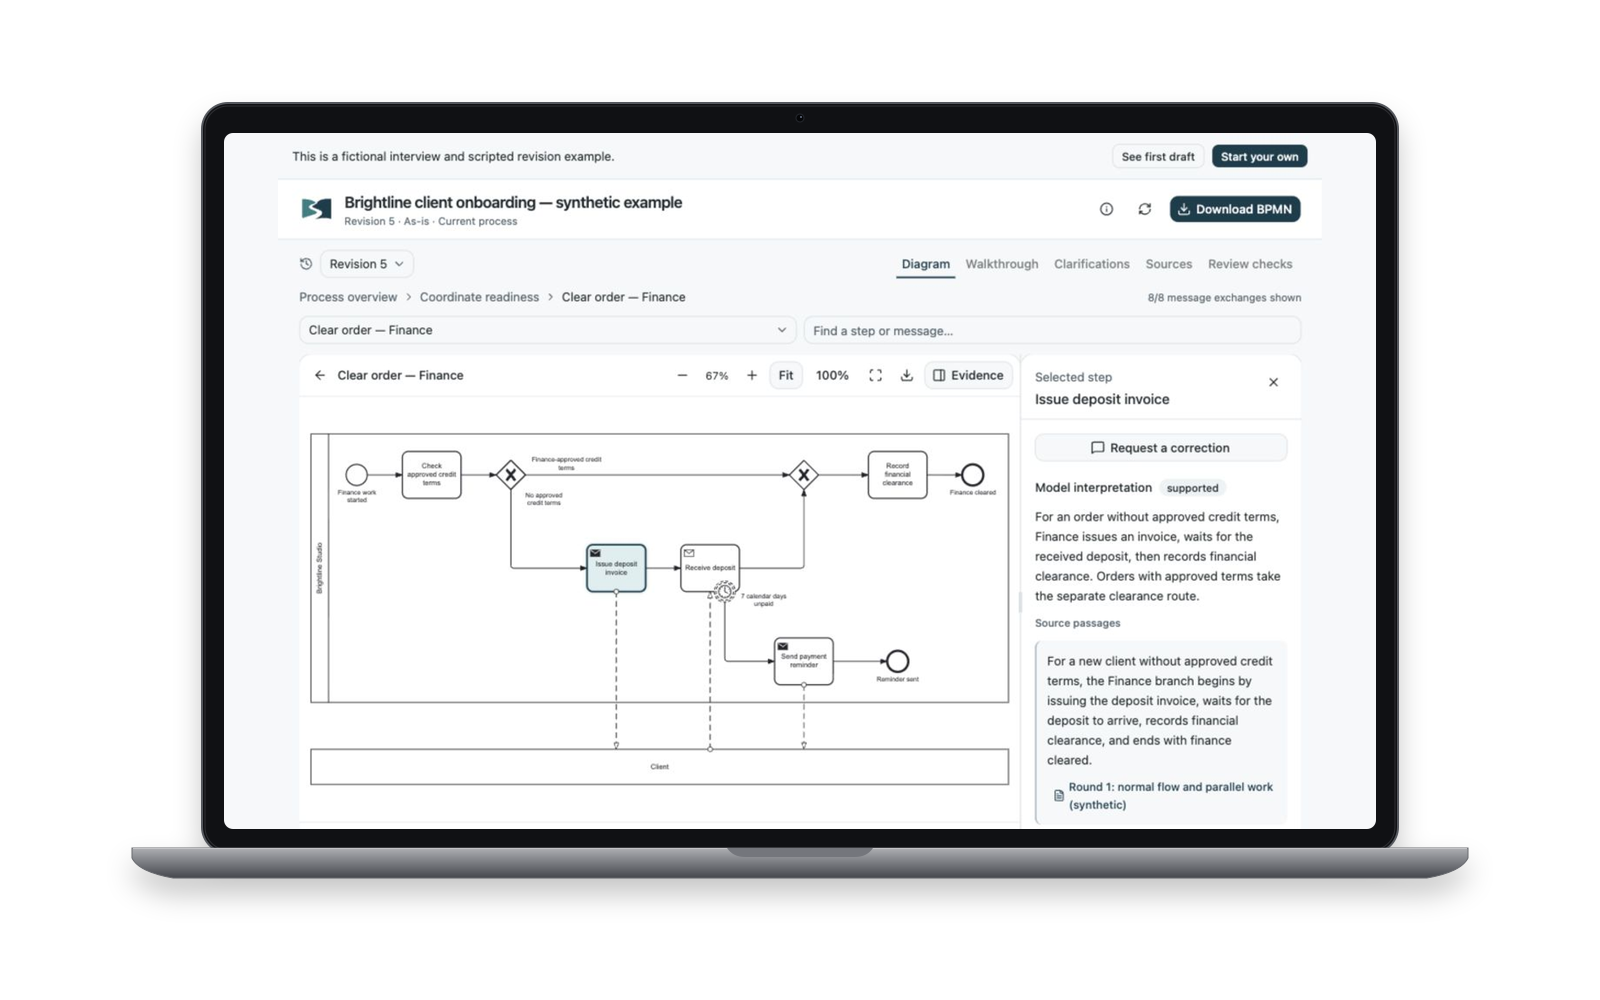 This is a fictional interview and scripted revision example.
See first draft
Start your own
Brightline client onboarding — synthetic example
Revision 5 · As-is · Current process
Download BPMN
Revision 5
Diagram
Walkthrough
Clarifications
Sources
Review checks
Process overview > Coordinate readiness > Clear order — Finance
8/8 message exchanges shown
Clear order — Finance
Find a step or message...
Clear order — Finance
67%
Fit
100%
Evidence
Brightline Studio
Finance work
started
Check
approved credit
terms
Finance-approved credit
terms
No approved
credit terms
Record
financial
clearance
Finance cleared
Issue deposit
invoice
Receive deposit
7 calendar days
unpaid
Send payment
reminder
Reminder sent
Client
Selected step
Issue deposit invoice
Request a correction
Model interpretation
supported
For an order without approved credit terms,
Finance issues an invoice, waits for the
received deposit, then records financial
clearance. Orders with approved terms take
the separate clearance route.
Source passages
For a new client without approved credit
terms, the Finance branch begins by
issuing the deposit invoice, waits for the
deposit to arrive, records financial
clearance, and ends with finance
cleared.
Round 1: normal flow and parallel work
(synthetic)